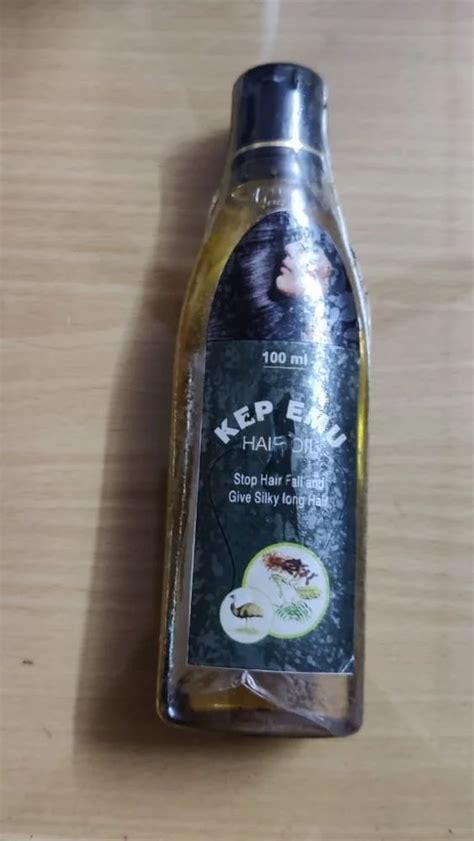 100 ml
KEP EMU
HAIR OIL
Stop Hair Fall and
Give Silky long Hair